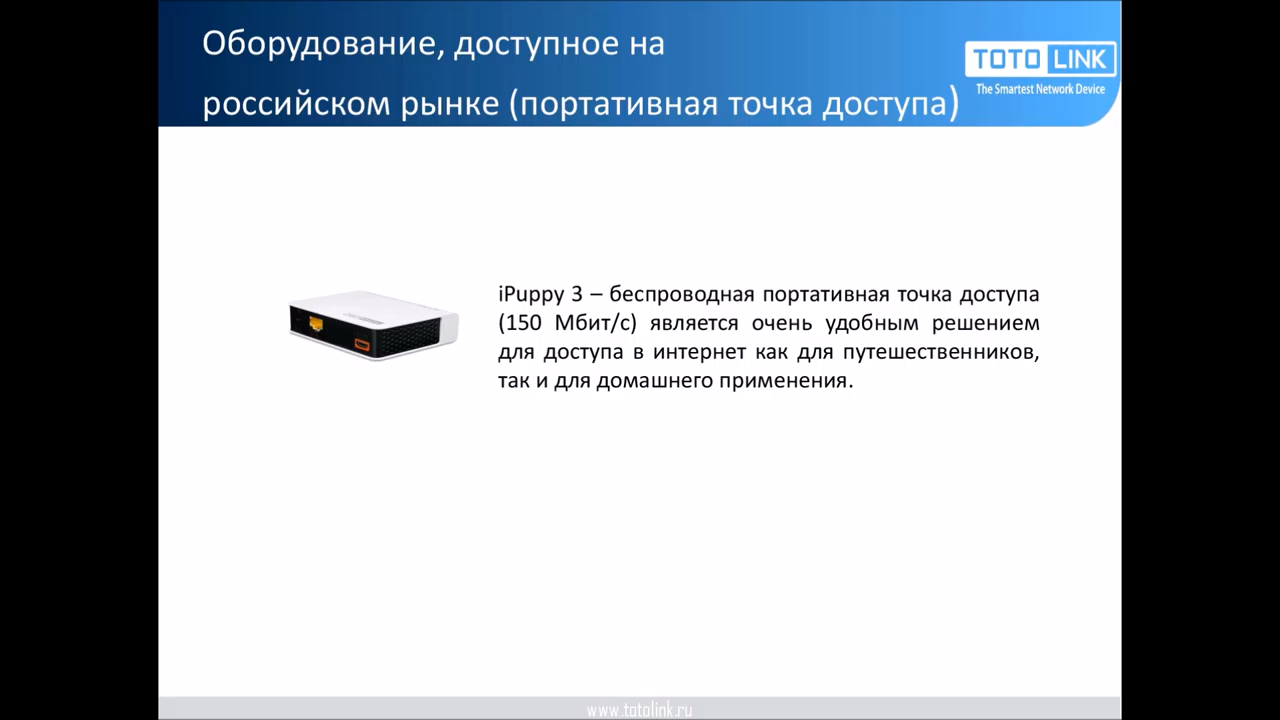 Оборудование, доступное на
российском рынке (портативная точка доступа)
TOTO LINK
The Smartest Network Device
iPuppy 3 – беспроводная портативная точка доступа
(150 Мбит/с) является очень удобным решением
для доступа в интернет как для путешественников,
так и для домашнего применения.
www.totolink.ru